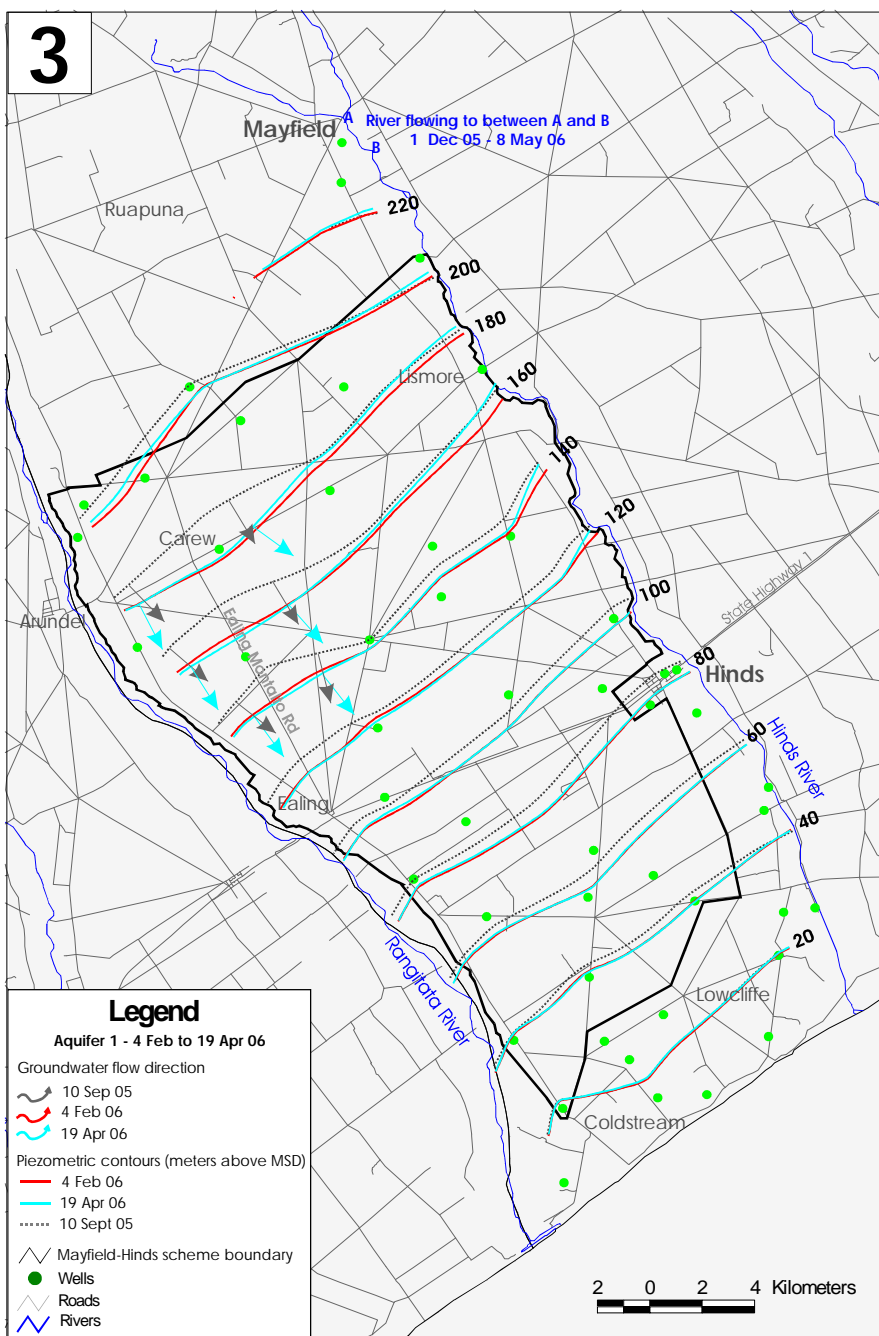 3
A
River flowing to between A and B
1 Dec 05 - 8 May 06
Mayfield
B
Ruapuna
220
200
180
Lismore
160
140
120
Carew
100
State Highway 1
Arundel
Ealing Montalto Rd
80
Hinds
60
Hinds River
Ealing
40
20
Rangitata River
Lowcliffe
Coldstream
Legend
Aquifer 1 - 4 Feb to 19 Apr 06
Groundwater flow direction
10 Sep 05
4 Feb 06
19 Apr 06
Piezometric contours (meters above MSD)
4 Feb 06
19 Apr 06
10 Sept 05
Mayfield-Hinds scheme boundary
Wells
Roads
Rivers
2 0 2 4 Kilometers